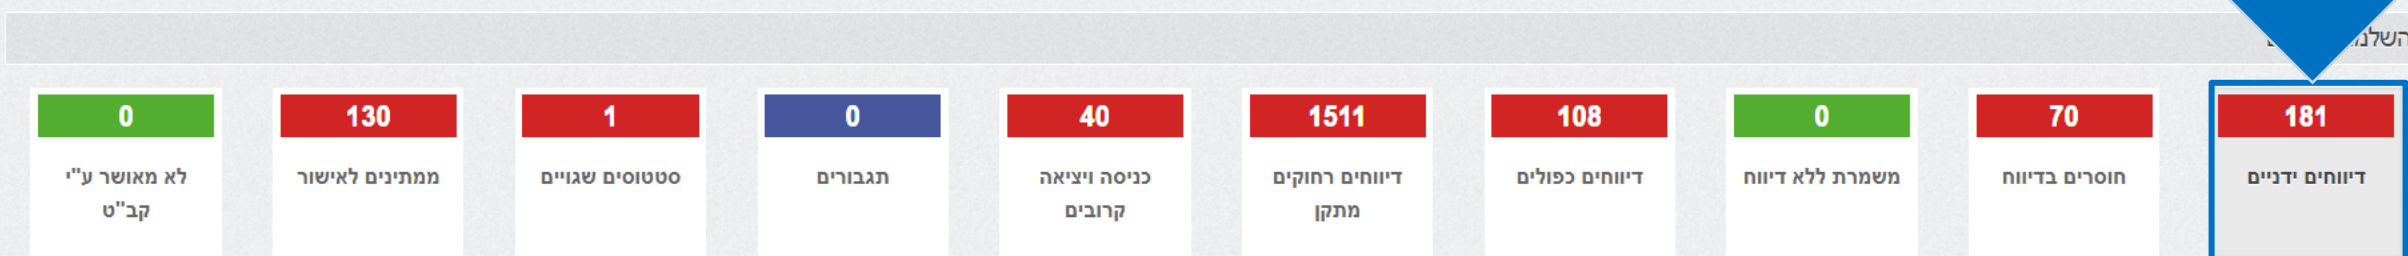 181
דיווחים ידניים
70
חוסרים בדיווח
0
משמרת ללא דיווח
108
דיווחים כפולים
1511
דיווחים רחוקים
מתקן
40
כניסה ויציאה
קרובים
0
תגבורים
1
סטטוסים שגויים
130
ממתינים לאישור
0
לא מאושר ע"י
קב"ט